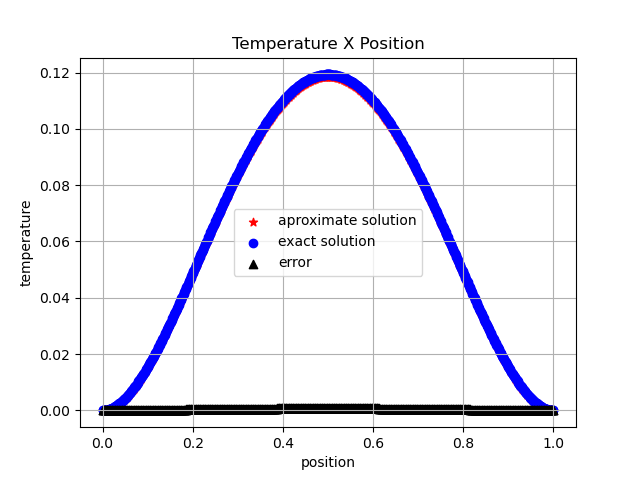 Temperature X Position
0.12
0.10
0.08
0.06
0.04
0.02
0.00
temperature
aproximate solution
exact solution
error
0.0 0.2 0.4 0.6 0.8 1.0
position